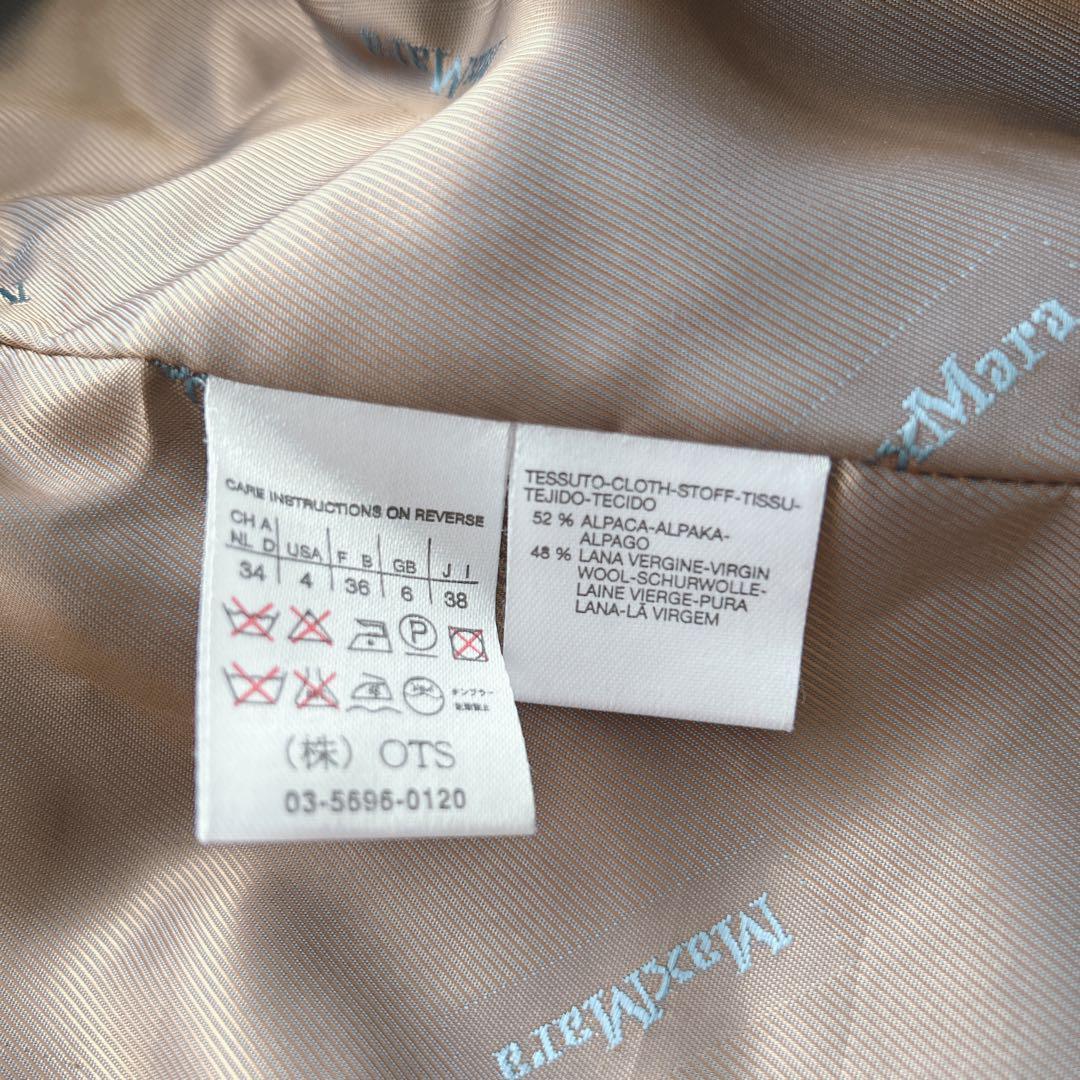 MaxMara
xMara
CARE INSTRUCTIONS ON REVERSE
CH A
NL D USA F B GB J I
34 4 36 6 38
P
(株) OTS
03-5696-0120
TESSUTO-CLOTH-STOFF-TISSU-
TEJIDO-TECIDO
52 % ALPACA-ALPAKA-
ALPAGO
48 % LANA VERGINE-VIRGIN
WOOL-SCHURWOLLE-
LAINE VIERGE-PURA
LANA-LÃ VIRGEM
MaxMara